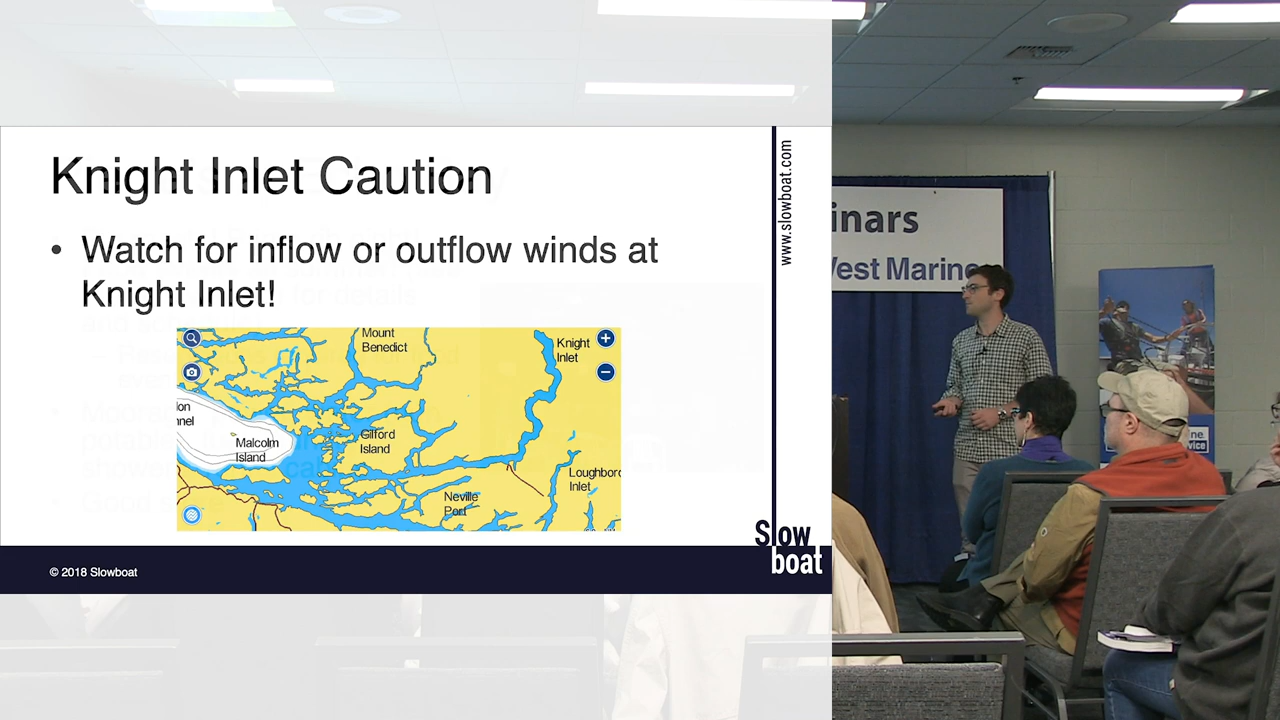 Knight Inlet Caution
• Watch for inflow or outflow winds at
Knight Inlet!
Mount
Benedict
Knight
Inlet
Malcolm
Island
Gilford
Island
Neville
Port
Inlet
www.slowboat.com
Slow
boat
© 2018 Slowboat
inars
West Marine